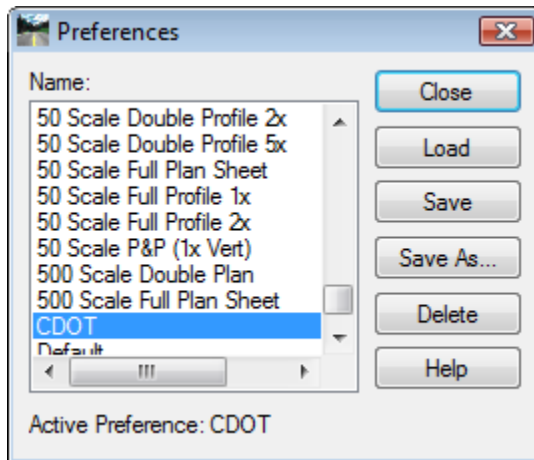 Preferences
Name:
50 Scale Double Profile 2x
50 Scale Double Profile 5x
50 Scale Full Plan Sheet
50 Scale Full Profile 1x
50 Scale Full Profile 2x
50 Scale P&P (1x Vert)
500 Scale Double Plan
500 Scale Full Plan Sheet
CDOT
Default
Close
Load
Save
Save As...
Delete
Help
Active Preference: CDOT